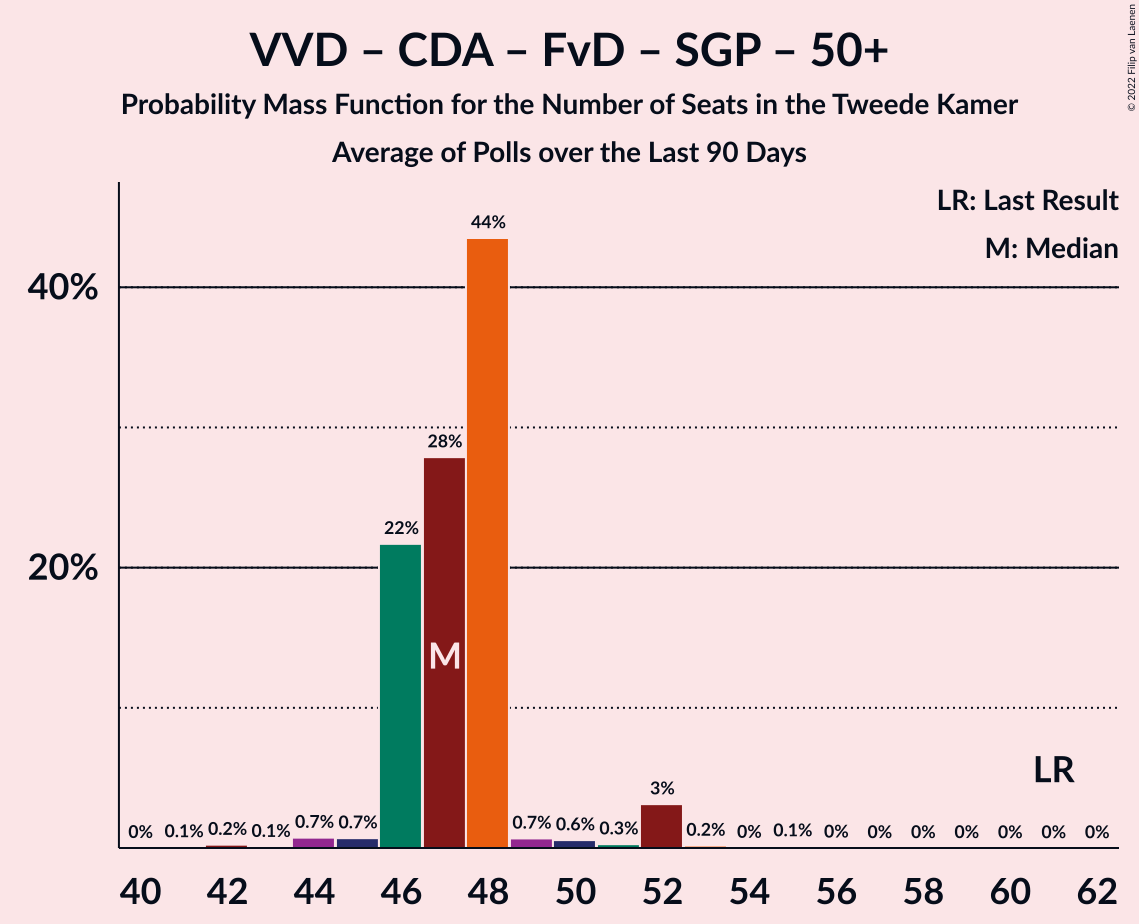 VVD – CDA – FvD – SGP – 50+
Probability Mass Function for the Number of Seats in the Tweede Kamer
Average of Polls over the Last 90 Days
© 2022 Filip van Laenen
LR: Last Result
M: Median
44%
40%
28%
22%
20%
M
LR
3%
0% 0.1% 0.2% 0.1% 0.7% 0.7% 0.7% 0.6% 0.3% 0.2% 0% 0.1% 0% 0% 0% 0% 0% 0% 0%
40 42 44 46 48 50 52 54 56 58 60 62